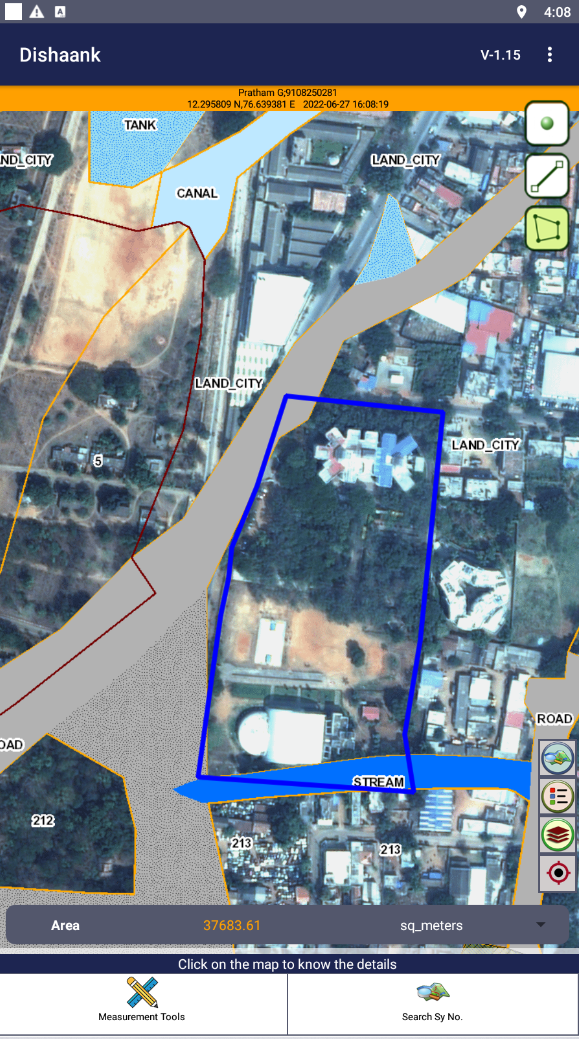 4:08
Dishaank
V-1.15
Pratham G;9108250281
12.295809 N,76.639381 E 2022-06-27 16:08:19
TANK
ND_CITY
LAND_CITY
CANAL
LAND_CITY
LAND_CITY
5
ROAD
OAD
STREAM
212
213
213
Area 37683.61 sq_meters
Click on the map to know the details
Measurement Tools
Search Sy No.